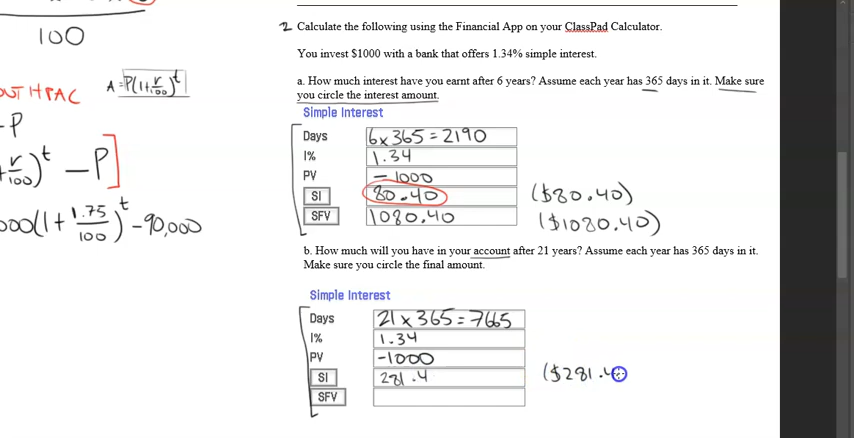 100
OUT HPAC A = P(1+r/100)^t
- P
+ r/100)^t - P]
000(1 + 1.75/100)^t - 90,000
2 Calculate the following using the Financial App on your ClassPad Calculator.
You invest $1000 with a bank that offers 1.34% simple interest.
a. How much interest have you earnt after 6 years? Assume each year has 365 days in it. Make sure
you circle the interest amount.
Simple Interest
Days 6 x 365 = 2190
I% 1.34
PV - 1000
SI 80.40 ($80.40)
SFV 1080.40 ($1080.40)
b. How much will you have in your account after 21 years? Assume each year has 365 days in it.
Make sure you circle the final amount.
Simple Interest
Days 21 x 365 = 7665
I% 1.34
PV -1000
SI 281.4 ($281.4
SFV